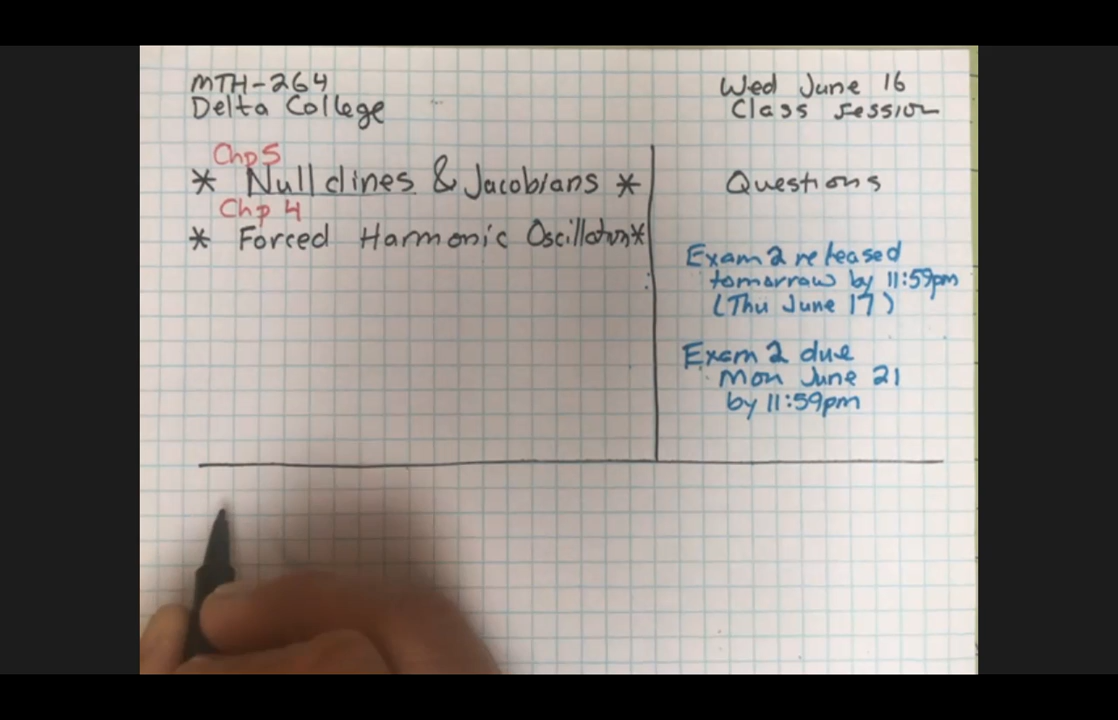 MTH-264
Delta College
Wed June 16
Class session
Chp 5
* Nullclines & Jacobians *
Chp 4
* Forced Harmonic Oscillators *
Questions
Exam 2 released
tomorrow by 11:59pm
(Thu June 17)
Exam 2 due
Mon June 21
by 11:59pm